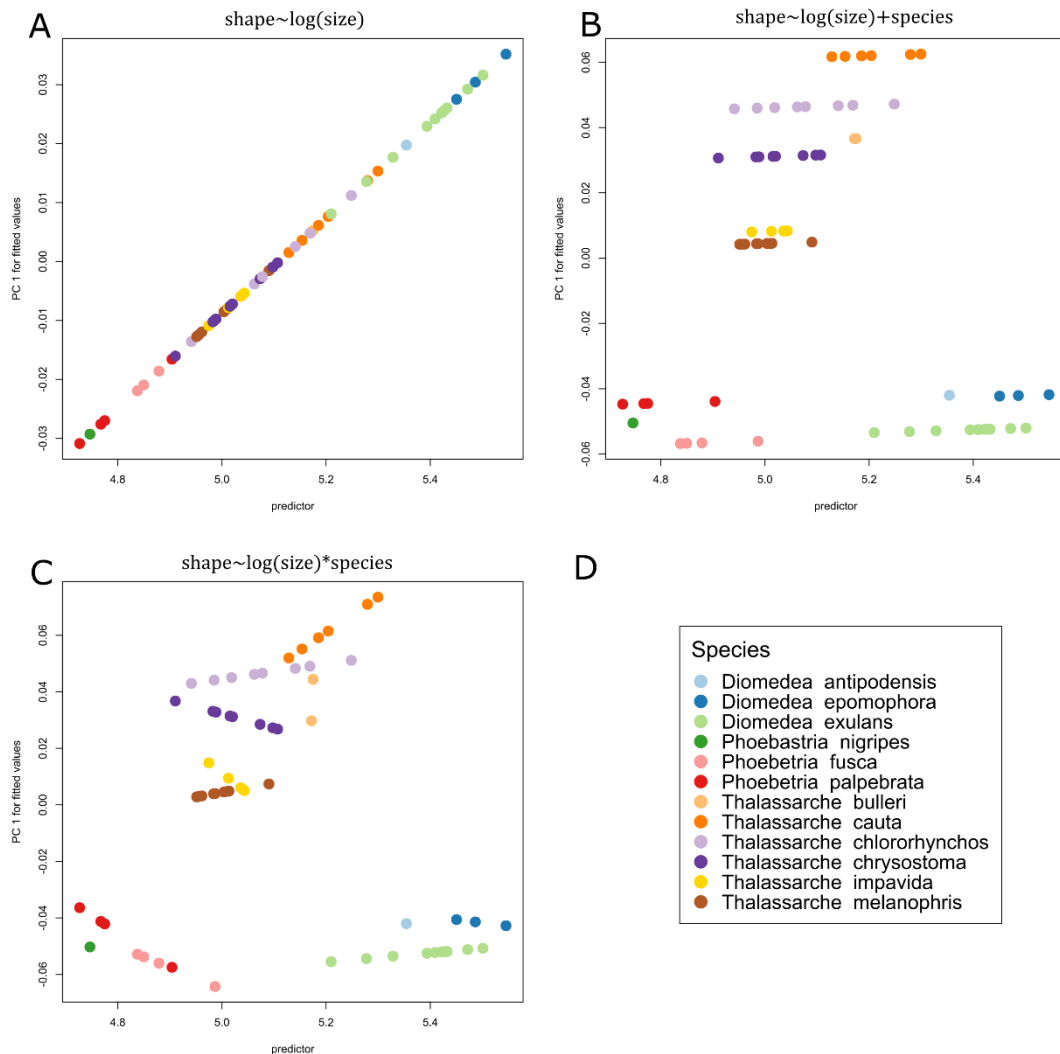 A
shape~log(size)
PC 1 for fitted values
0.03
0.02
0.01
0.00
-0.01
-0.02
-0.03
4.8 5.0 5.2 5.4
predictor
B
shape~log(size)+species
PC 1 for fitted values
0.06
0.04
0.02
0.00
-0.02
-0.04
-0.06
4.8 5.0 5.2 5.4
predictor
C
shape~log(size)*species
PC 1 for fitted values
0.06
0.04
0.02
0.00
-0.02
-0.04
-0.06
4.8 5.0 5.2 5.4
predictor
D
Species
Diomedea antipodensis
Diomedea epomophora
Diomedea exulans
Phoebastria nigripes
Phoebetria fusca
Phoebetria palpebrata
Thalassarche bulleri
Thalassarche cauta
Thalassarche chlororhynchos
Thalassarche chrysostoma
Thalassarche impavida
Thalassarche melanophris